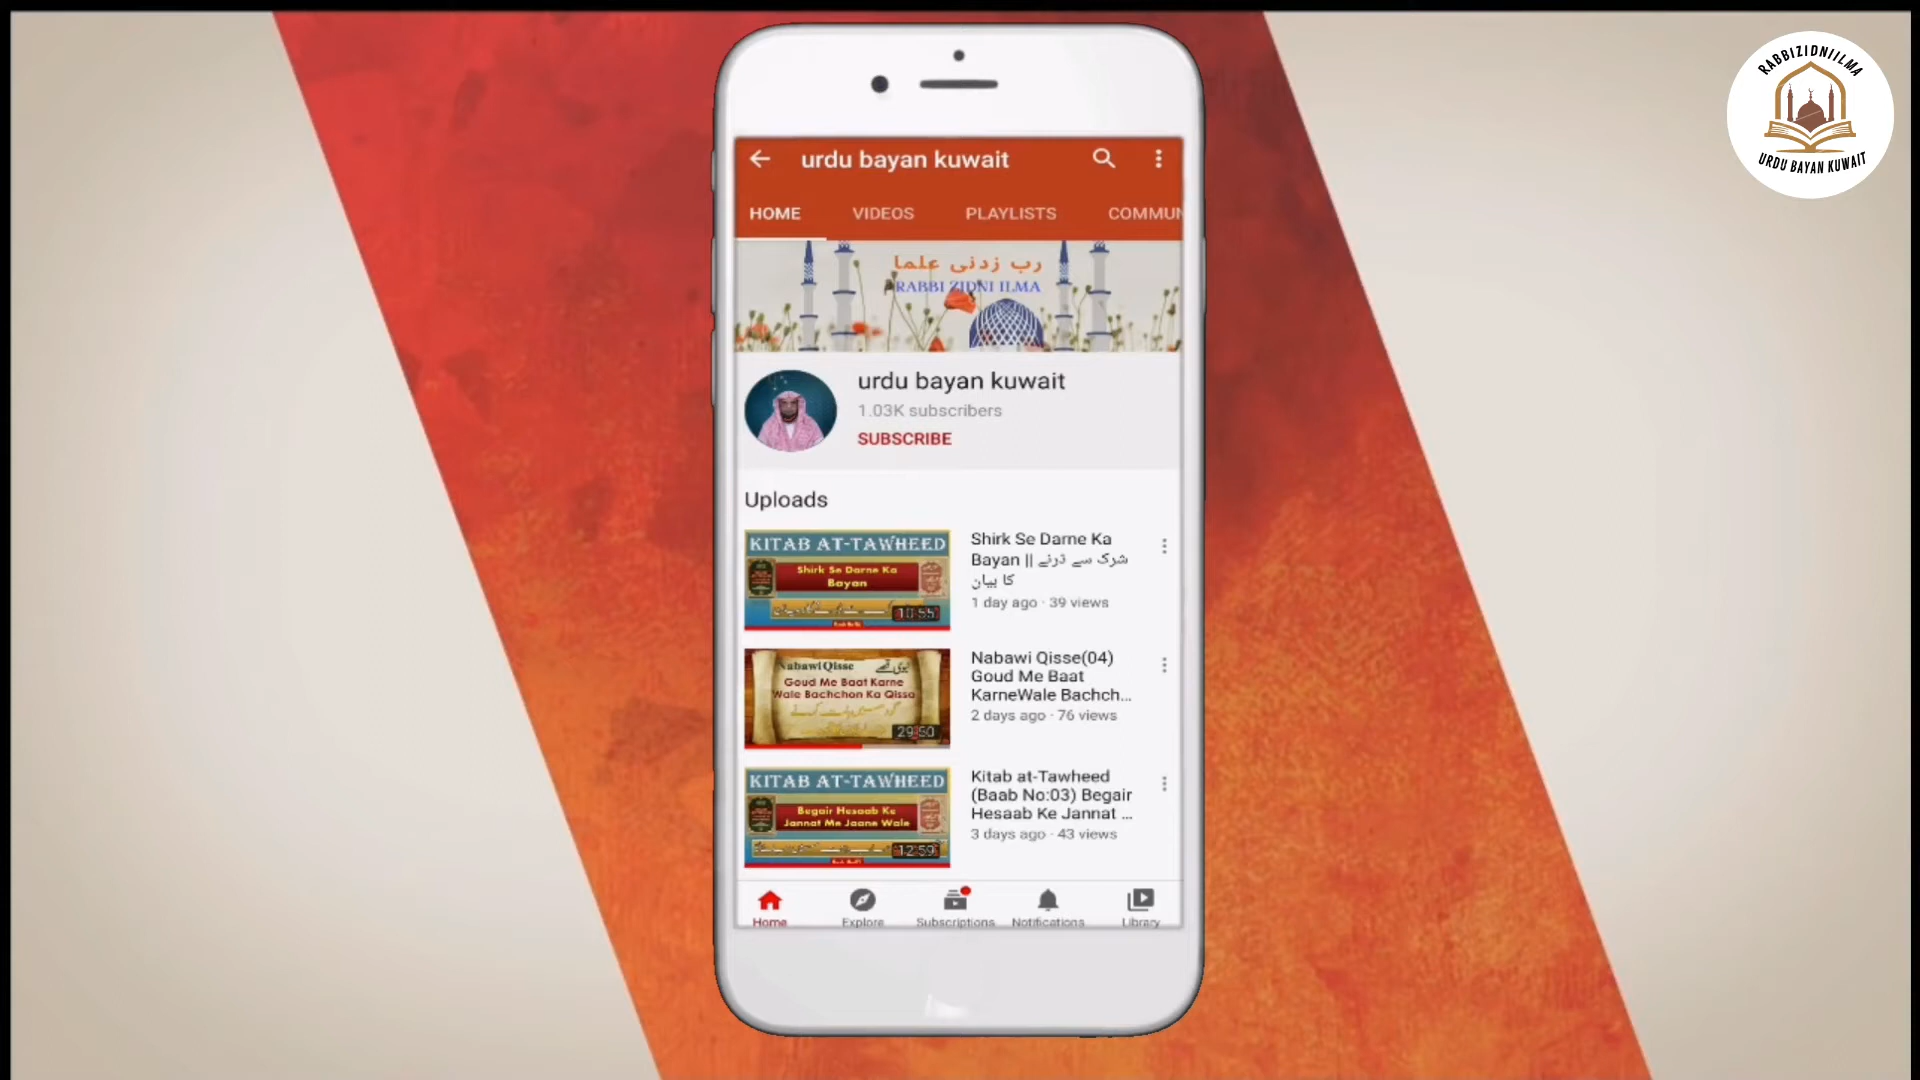 RABBIZIDNIILMA
URDU BAYAN KUWAIT
urdu bayan kuwait
HOME VIDEOS PLAYLISTS COMMUN
رب زدنی علما
RABBI ZIDNI ILMA
urdu bayan kuwait
1.03K subscribers
SUBSCRIBE
Uploads
KITAB AT-TAWHEED
Shirk Se Darne Ka
Bayan
10:55
Shirk Se Darne Ka
Bayan || شرک سے ڈرنے
کا بیان
1 day ago · 39 views
Nabawi Qisse نبوی قصے
Goud Me Baat Karne
Wale Bachchon Ka Qissa
29:50
Nabawi Qisse(04)
Goud Me Baat
KarneWale Bachch...
2 days ago · 76 views
KITAB AT-TAWHEED
Begair Hesaab Ke
Jannat Me Jaane Wale
12:59
Kitab at-Tawheed
(Baab No:03) Begair
Hesaab Ke Jannat ...
3 days ago · 43 views
Home Explore Subscriptions Notifications Library